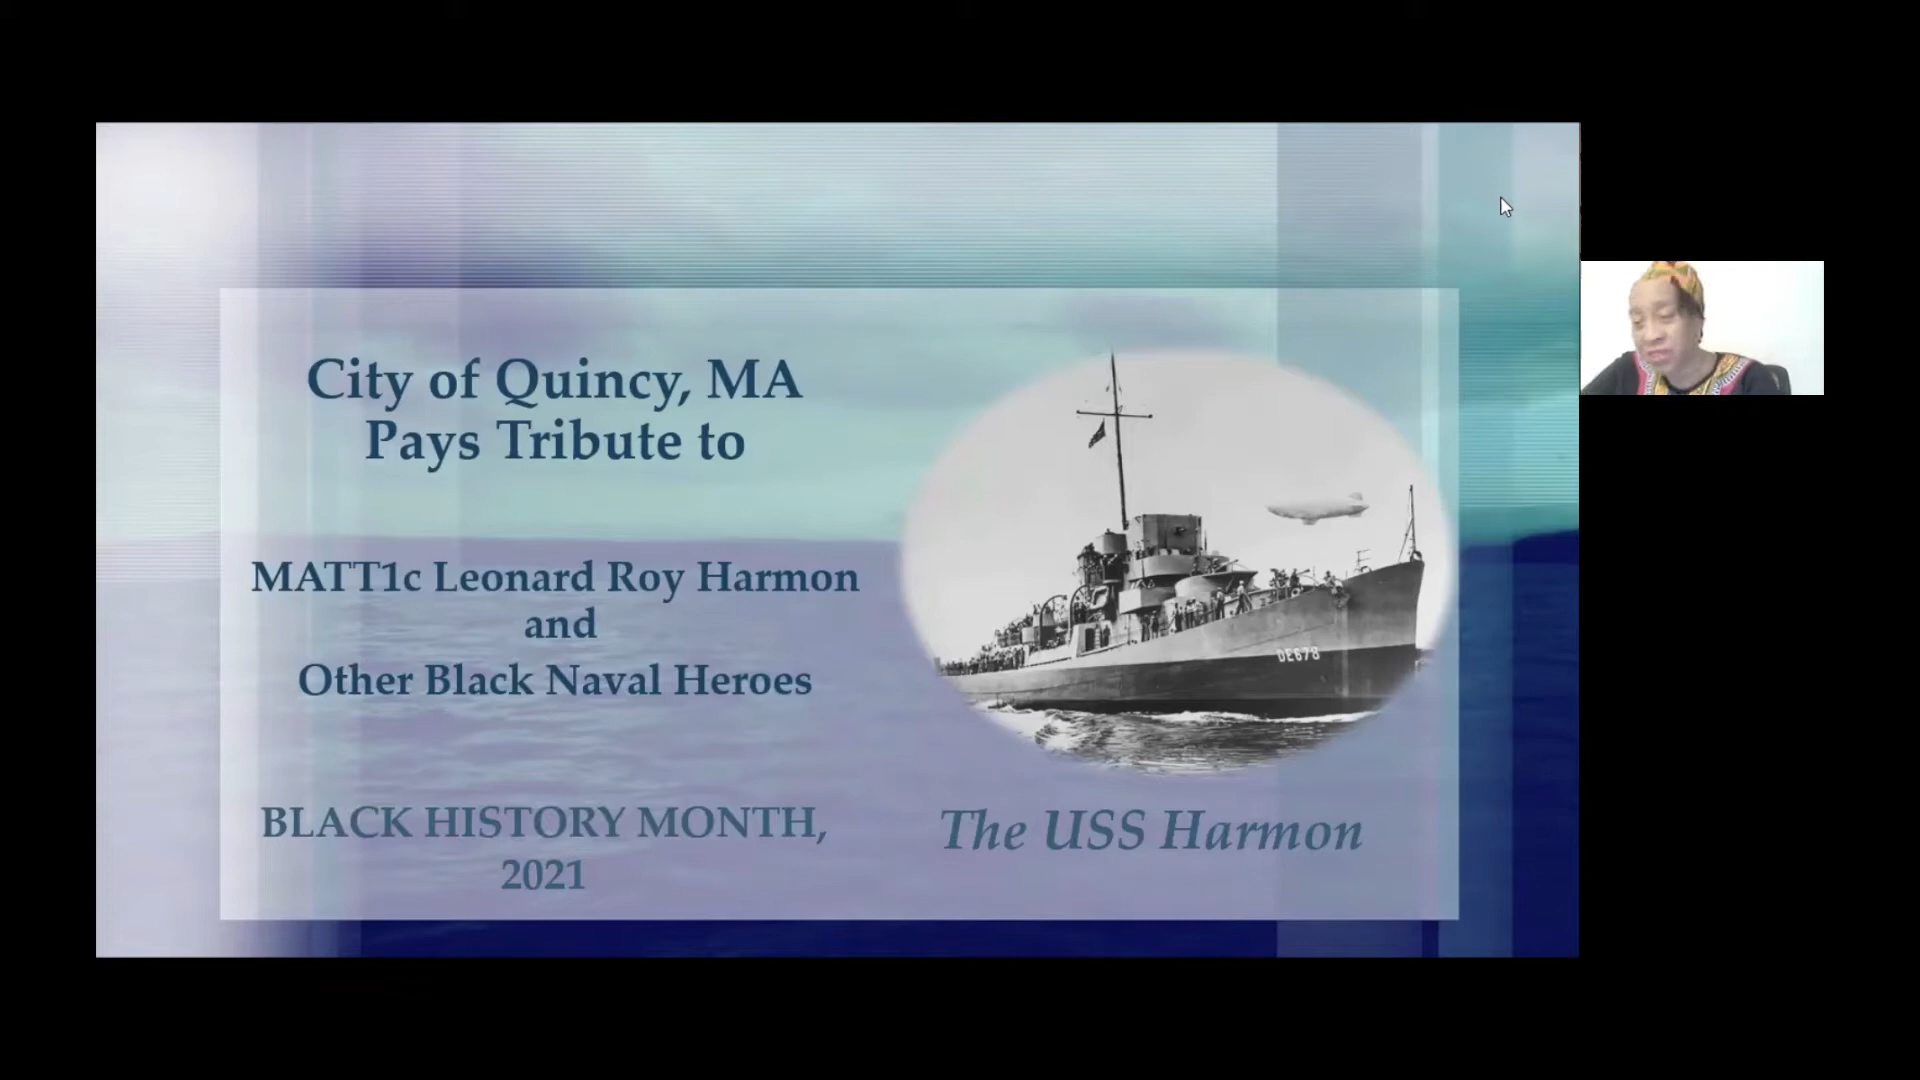 City of Quincy, MA
Pays Tribute to
MATT1c Leonard Roy Harmon
and
Other Black Naval Heroes
BLACK HISTORY MONTH,
2021
DE678
The USS Harmon